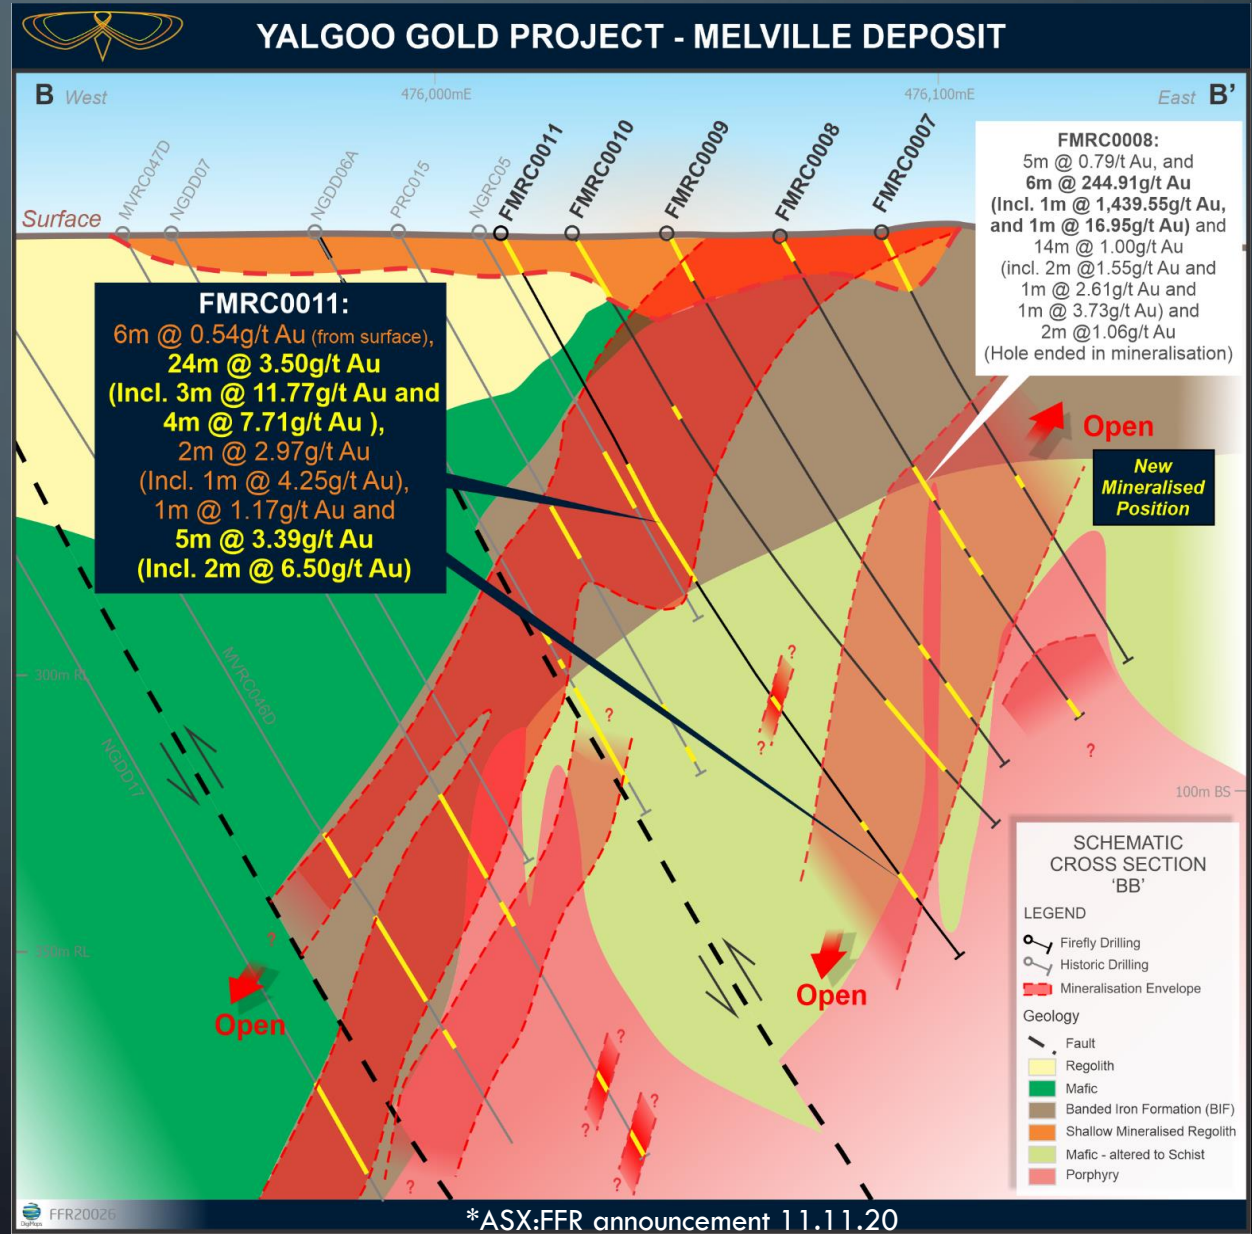 YALGOO GOLD PROJECT - MELVILLE DEPOSIT
B West
476,000mE
476,100mE
East B’
Surface
MVRC047D
NGDD07
NGDD06A
PRC015
NGRC05
FMRC0011
FMRC0010
FMRC0009
FMRC0008
FMRC0007
FMRC0008:
5m @ 0.79/t Au, and
6m @ 244.91g/t Au
(Incl. 1m @ 1,439.55g/t Au,
and 1m @ 16.95g/t Au) and
14m @ 1.00g/t Au
(incl. 2m @1.55g/t Au and
1m @ 2.61g/t Au and
1m @ 3.73g/t Au) and
2m @1.06g/t Au
(Hole ended in mineralisation)
FMRC0011:
6m @ 0.54g/t Au (from surface),
24m @ 3.50g/t Au
(Incl. 3m @ 11.77g/t Au and
4m @ 7.71g/t Au ),
2m @ 2.97g/t Au
(Incl. 1m @ 4.25g/t Au),
1m @ 1.17g/t Au and
5m @ 3.39g/t Au
(Incl. 2m @ 6.50g/t Au)
Open
New
Mineralised
Position
300m RL
MVRC046D
NGDD17
?
?
?
?
100m BS
?
Open
Open
?
?
?
?
?
SCHEMATIC
CROSS SECTION
‘BB’
LEGEND
Firefly Drilling
Historic Drilling
Mineralisation Envelope
Geology
Fault
Regolith
Mafic
Banded Iron Formation (BIF)
Shallow Mineralised Regolith
Mafic - altered to Schist
Porphyry
DigMaps
FFR20026
*ASX:FFR announcement 11.11.20